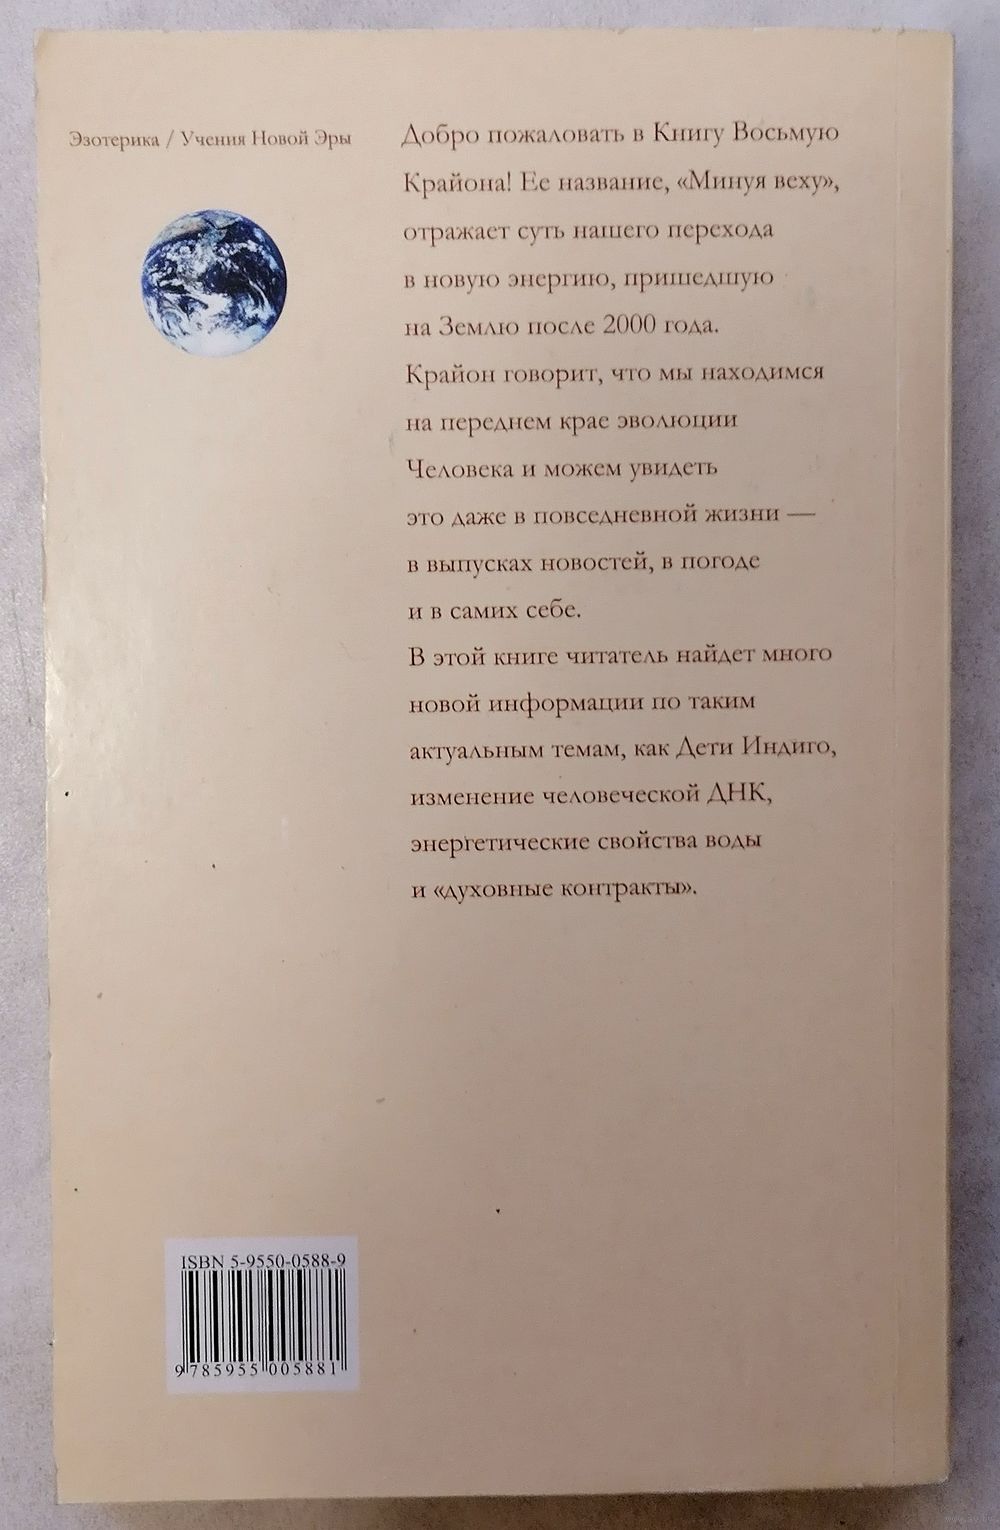 Эзотерика / Учения Новой Эры
Добро пожаловать в Книгу Восьмую
Крайона! Ее название, «Минуя веху»,
отражает суть нашего перехода
в новую энергию, пришедшую
на Землю после 2000 года.
Крайон говорит, что мы находимся
на переднем крае эволюции
Человека и можем увидеть
это даже в повседневной жизни —
в выпусках новостей, в погоде
и в самих себе.
В этой книге читатель найдет много
новой информации по таким
актуальным темам, как Дети Индиго,
изменение человеческой ДНК,
энергетические свойства воды
и «духовные контракты».
ISBN 5-9550-0588-9
9 785955 005881